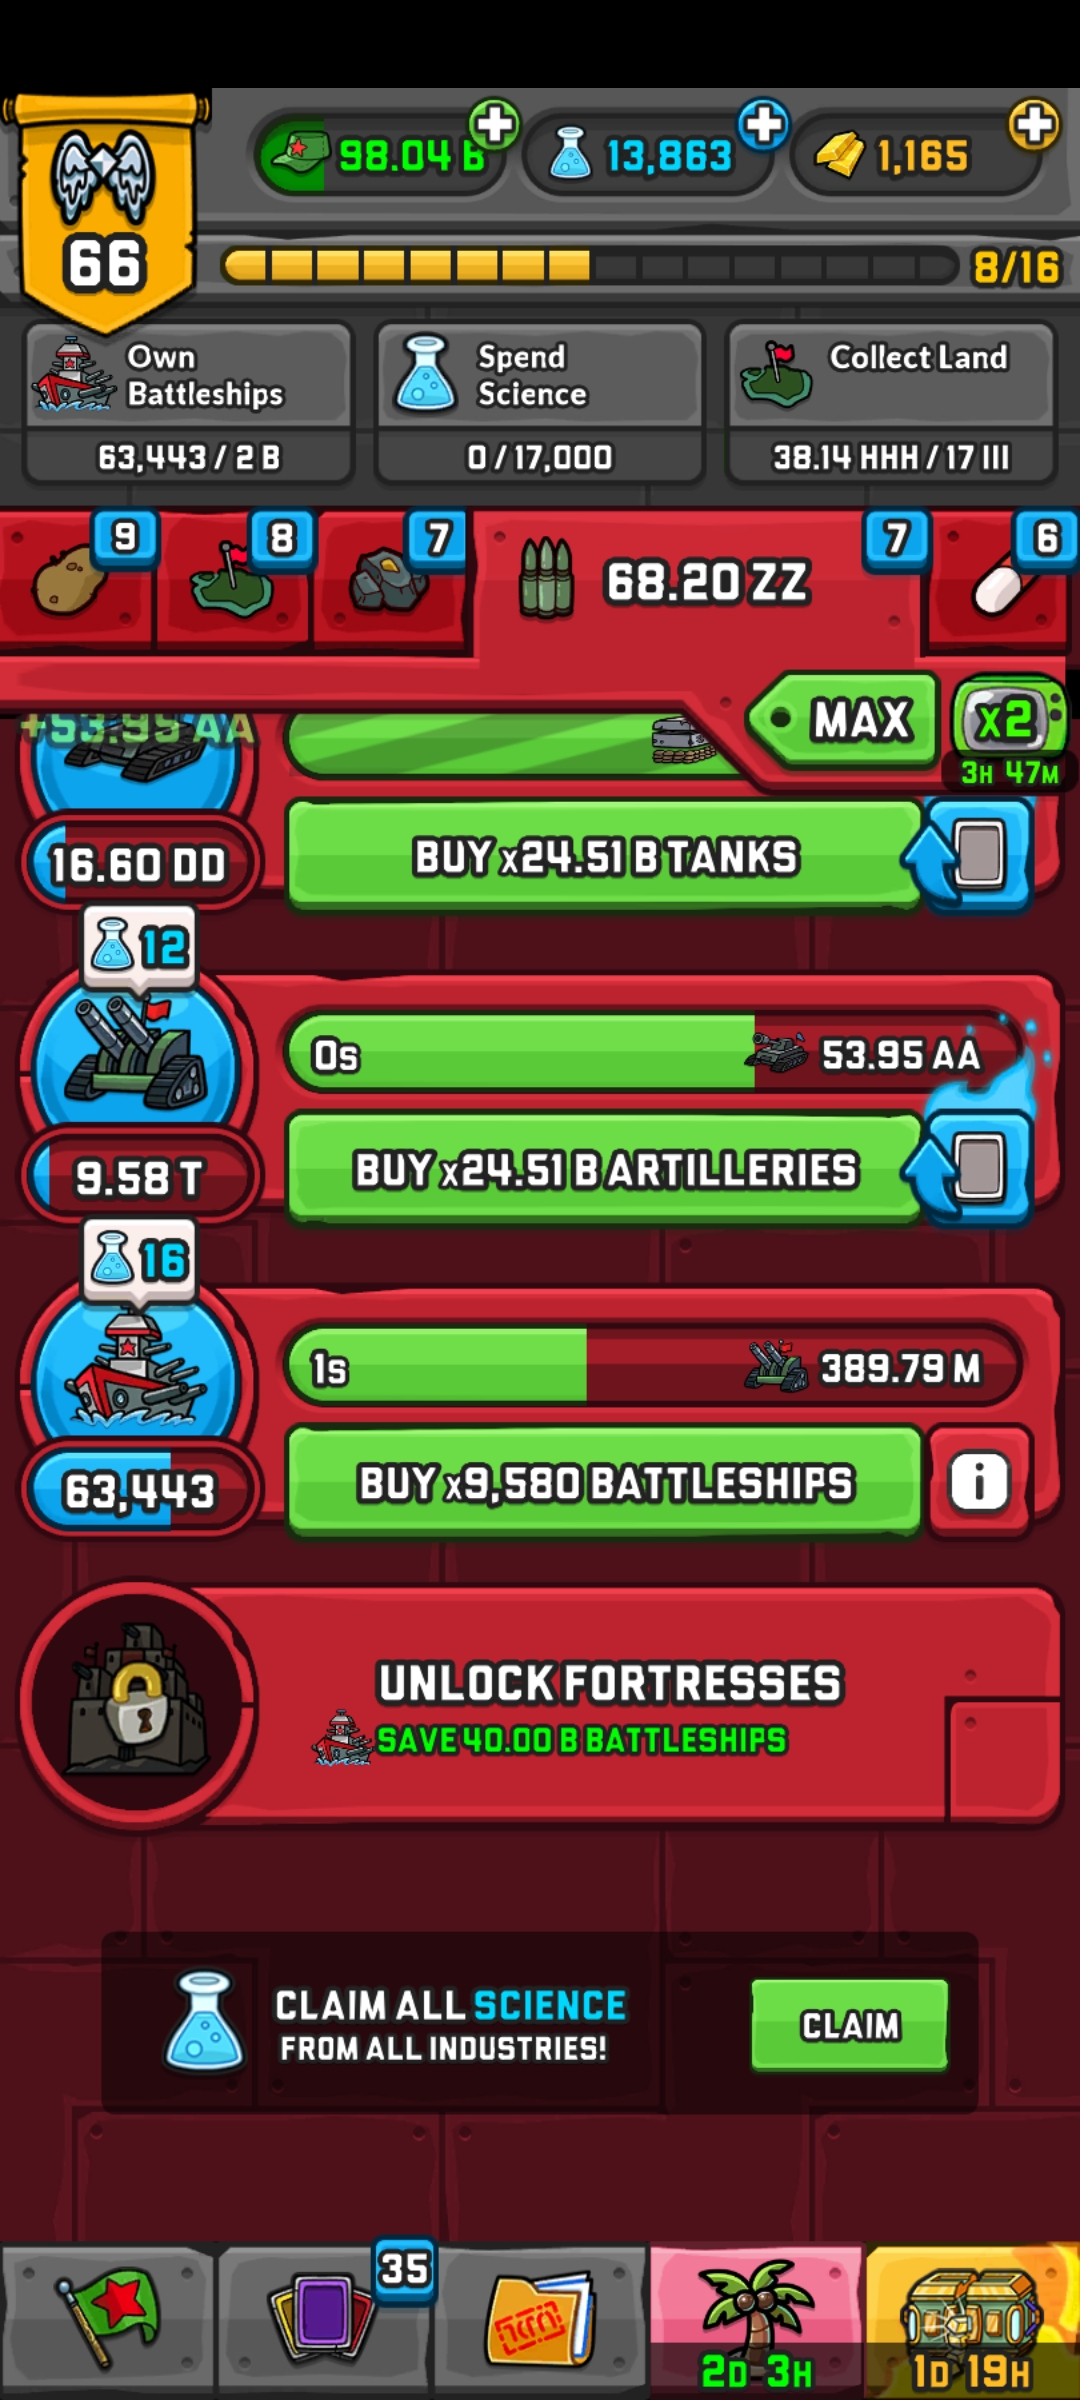 66
98.04 B
13,863
1,165
8/16
Own
Battleships
63,443 / 2 B
Spend
Science
0 / 17,000
Collect Land
38.14 HHH / 17 III
9
8
7
68.20 ZZ
7
6
MAX
x2
3H 47M
+53.95 AA
16.60 DD
BUY x24.51 B TANKS
12
0s
53.95 AA
9.58 T
BUY x24.51 B ARTILLERIES
16
1s
389.79 M
63,443
BUY x9,580 BATTLESHIPS
i
UNLOCK FORTRESSES
SAVE 40.00 B BATTLESHIPS
CLAIM ALL SCIENCE
FROM ALL INDUSTRIES!
CLAIM
35
2D 3H
1D 19H